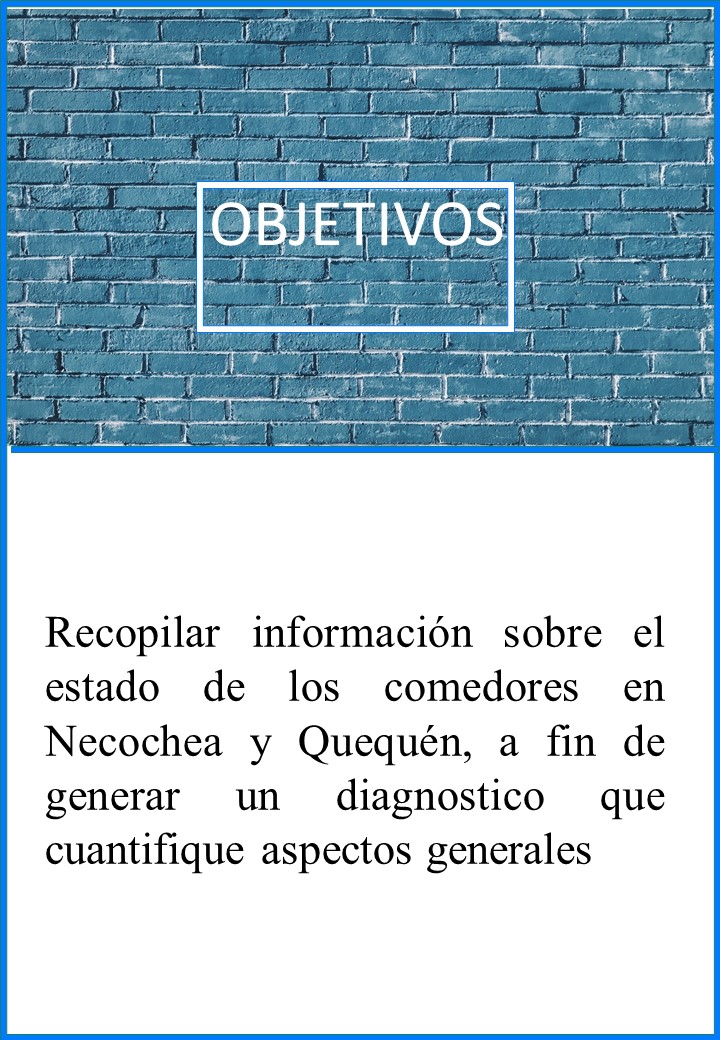 OBJETIVOS
Recopilar información sobre el
estado de los comedores en
Necochea y Quequén, a fin de
generar un diagnostico que
cuantifique aspectos generales